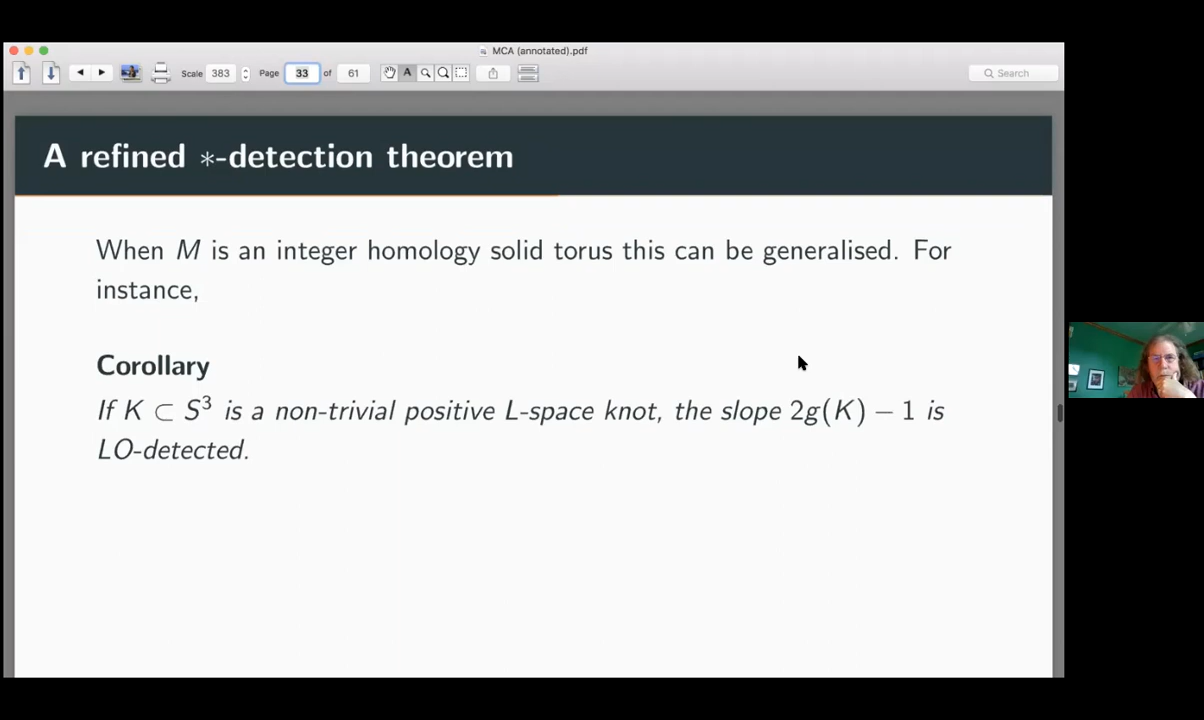 MCA (annotated).pdf
Scale 383 Page 33 of 61 A Search
A refined *-detection theorem
When M is an integer homology solid torus this can be generalised. For
instance,
Corollary
If K ⊂ S³ is a non-trivial positive L-space knot, the slope 2g(K) − 1 is
LO-detected.